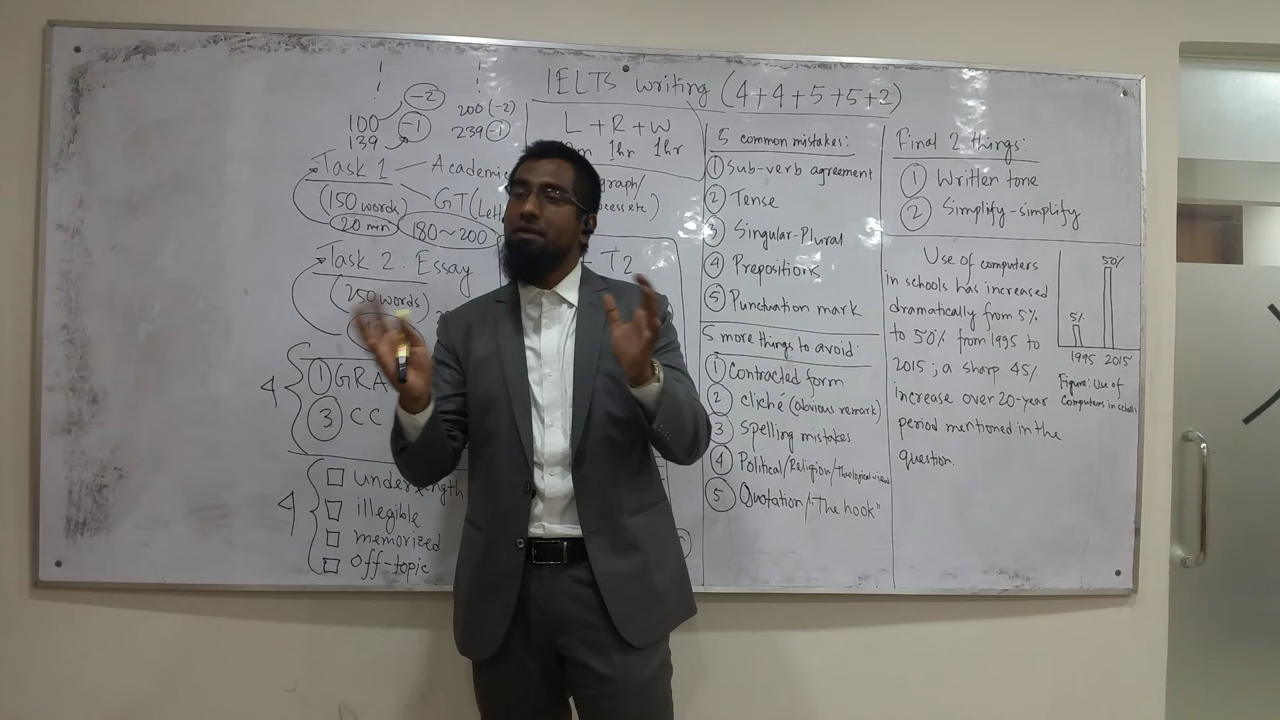 IELTS writing (4+4+5+5+2)
100
-2
139
-1
200 (-2)
239 -1
L + R + W
1hr 1hr
Task 1
Academic
(150 words)
GT
20 min
180~200
Task 2: Essay
T2
(250 words)
4
1 GRA
3 CC
4
underlength
illegible
memorized
off-topic
5 common mistakes:
1 Sub-verb agreement
2 Tense
3 Singular-Plural
4 Prepositions
5 Punctuation mark
5 more things to avoid:
1 Contracted form
2 cliché (obvious remark)
3 Spelling mistakes
4 Political/Religion/Theological-views
5 Quotation/"The hook"
Final 2 things:
1 Written tone
2 Simplify-simplify
Use of computers
in schools has increased
dramatically from 5%
to 50% from 1995 to
2015; a sharp 45%
increase over 20-year
period mentioned in the
question.
50%
5%
1995 2015
Figure: Use of
Computers in schools